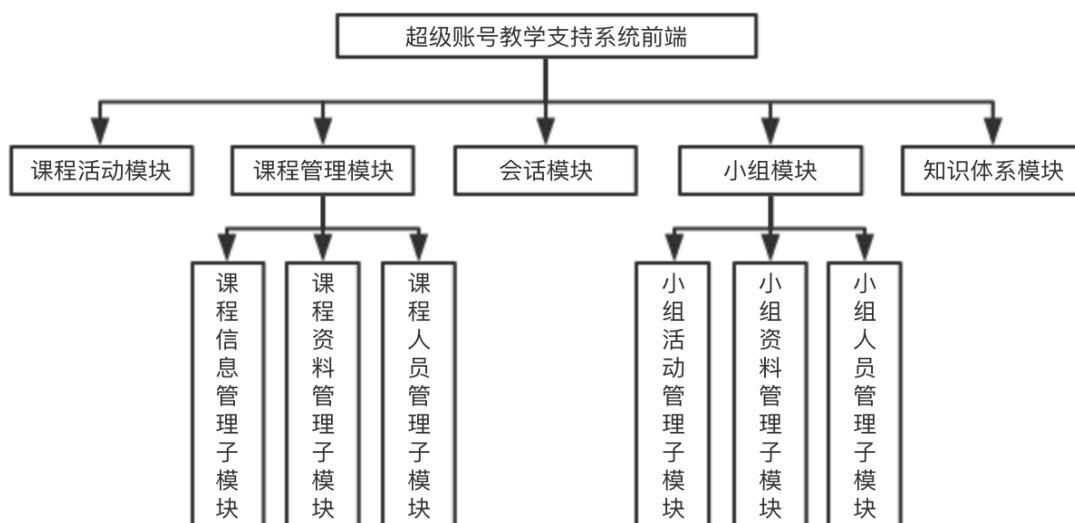 超级账号教学支持系统前端
课程活动模块
课程管理模块
会话模块
小组模块
知识体系模块
课程信息管理子模块
课程资料管理子模块
课程人员管理子模块
小组活动管理子模块
小组资料管理子模块
小组人员管理子模块